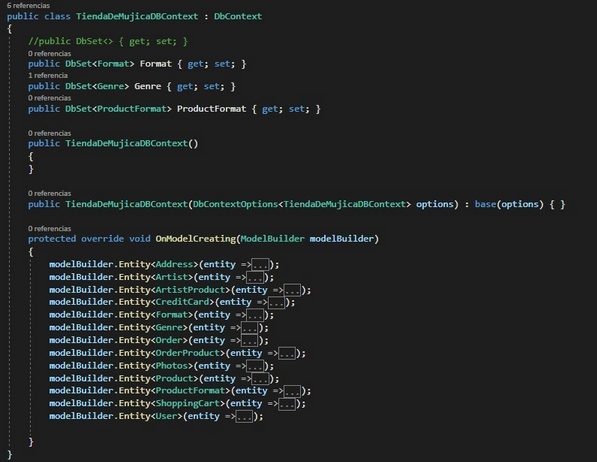 6 referencias
public class TiendaDeMujicaDBContext : DbContext
{
//public DbSet<> { get; set; }
0 referencias
public DbSet<Format> Format { get; set; }
1 referencia
public DbSet<Genre> Genre { get; set; }
0 referencias
public DbSet<ProductFormat> ProductFormat { get; set; }
0 referencias
public TiendaDeMujicaDBContext()
{
}
0 referencias
public TiendaDeMujicaDBContext(DbContextOptions<TiendaDeMujicaDBContext> options) : base(options) { }
0 referencias
protected override void OnModelCreating(ModelBuilder modelBuilder)
{
modelBuilder.Entity<Address>(entity =>...);
modelBuilder.Entity<Artist>(entity =>...);
modelBuilder.Entity<ArtistProduct>(entity =>...);
modelBuilder.Entity<CreditCard>(entity =>...);
modelBuilder.Entity<Format>(entity =>...);
modelBuilder.Entity<Genre>(entity =>...);
modelBuilder.Entity<Order>(entity =>...);
modelBuilder.Entity<OrderProduct>(entity =>...);
modelBuilder.Entity<Photos>(entity =>...);
modelBuilder.Entity<Product>(entity =>...);
modelBuilder.Entity<ProductFormat>(entity =>...);
modelBuilder.Entity<ShoppingCart>(entity =>...);
modelBuilder.Entity<User>(entity =>...);
}
}